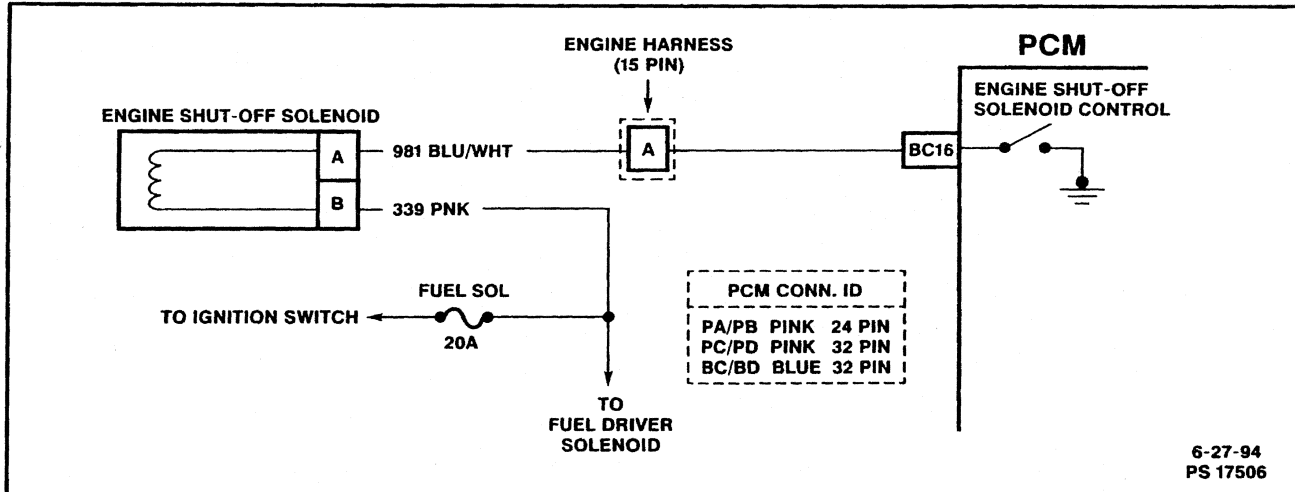 ENGINE HARNESS
(15 PIN)
PCM
ENGINE SHUT-OFF
SOLENOID CONTROL
ENGINE SHUT-OFF SOLENOID
A
981 BLU/WHT
A
BC16
B
339 PNK
FUEL SOL
TO IGNITION SWITCH
20A
PCM CONN. ID
PA/PB PINK 24 PIN
PC/PD PINK 32 PIN
BC/BD BLUE 32 PIN
TO
FUEL DRIVER
SOLENOID
6-27-94
PS 17506